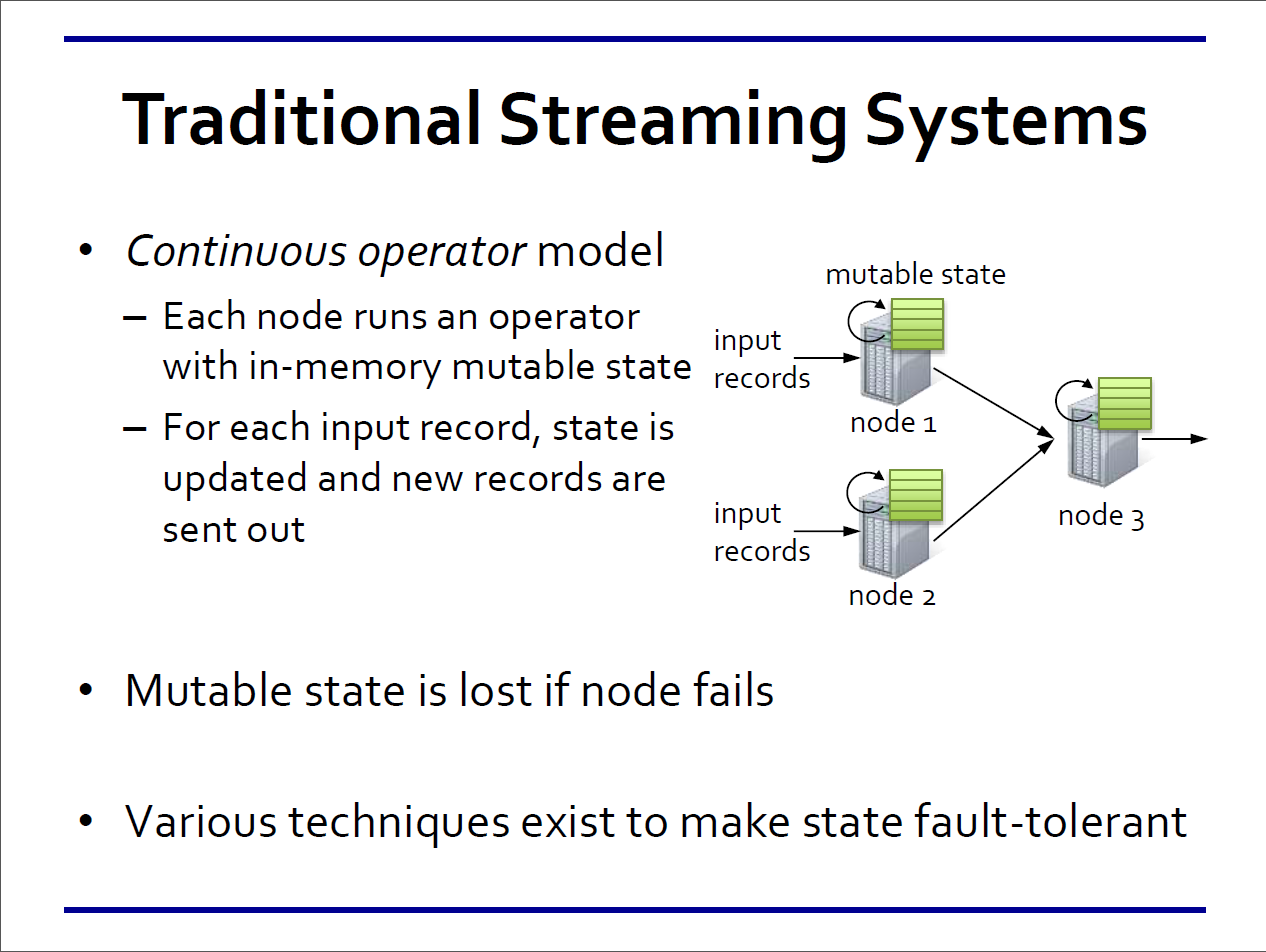 Traditional Streaming Systems
• Continuous operator model
– Each node runs an operator
with in-memory mutable state
– For each input record, state is
updated and new records are
sent out
mutable state
input
records
node 1
input
records
node 2
node 3
• Mutable state is lost if node fails
• Various techniques exist to make state fault-tolerant